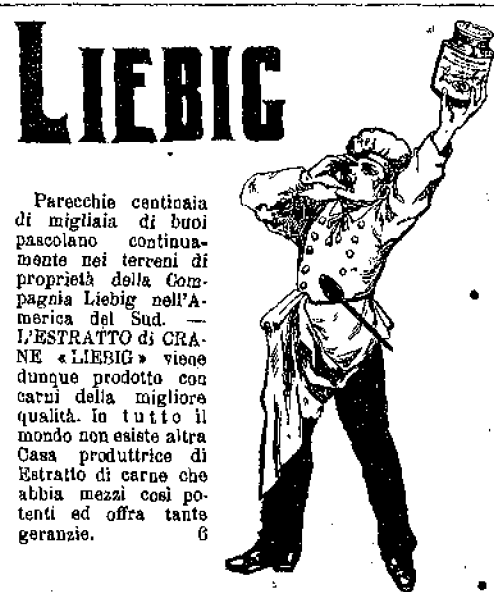 LIEBIG
Parecchie centinaia
di migliaia di buoi
pascolano continua-
mente nei terreni di
proprietà della Com-
pagnia Liebig nell'A-
merica del Sud. —
L'ESTRATTO di CRA-
NE « LIEBIG » viene
dunque prodotto con
carni della migliore
qualità. In tutto il
mondo non esiste altra
Casa produttrice di
Estratto di carne che
abbia mezzi così po-
tenti ed offra tante
geranzie. 6